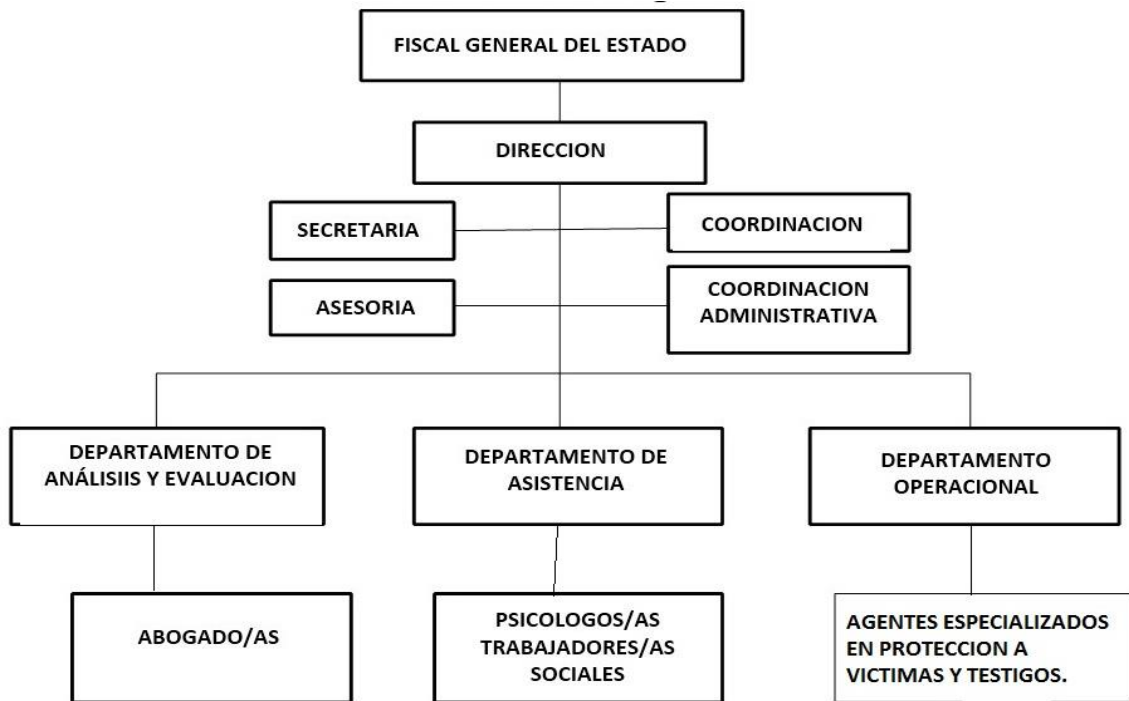 FISCAL GENERAL DEL ESTADO
DIRECCION
SECRETARIA
COORDINACION
ASESORIA
COORDINACION
ADMINISTRATIVA
DEPARTAMENTO DE
ANÁLISIIS Y EVALUACION
DEPARTAMENTO DE
ASISTENCIA
DEPARTAMENTO
OPERACIONAL
ABOGADO/AS
PSICOLOGOS/AS
TRABAJADORES/AS
SOCIALES
AGENTES ESPECIALIZADOS
EN PROTECCION A
VICTIMAS Y TESTIGOS.